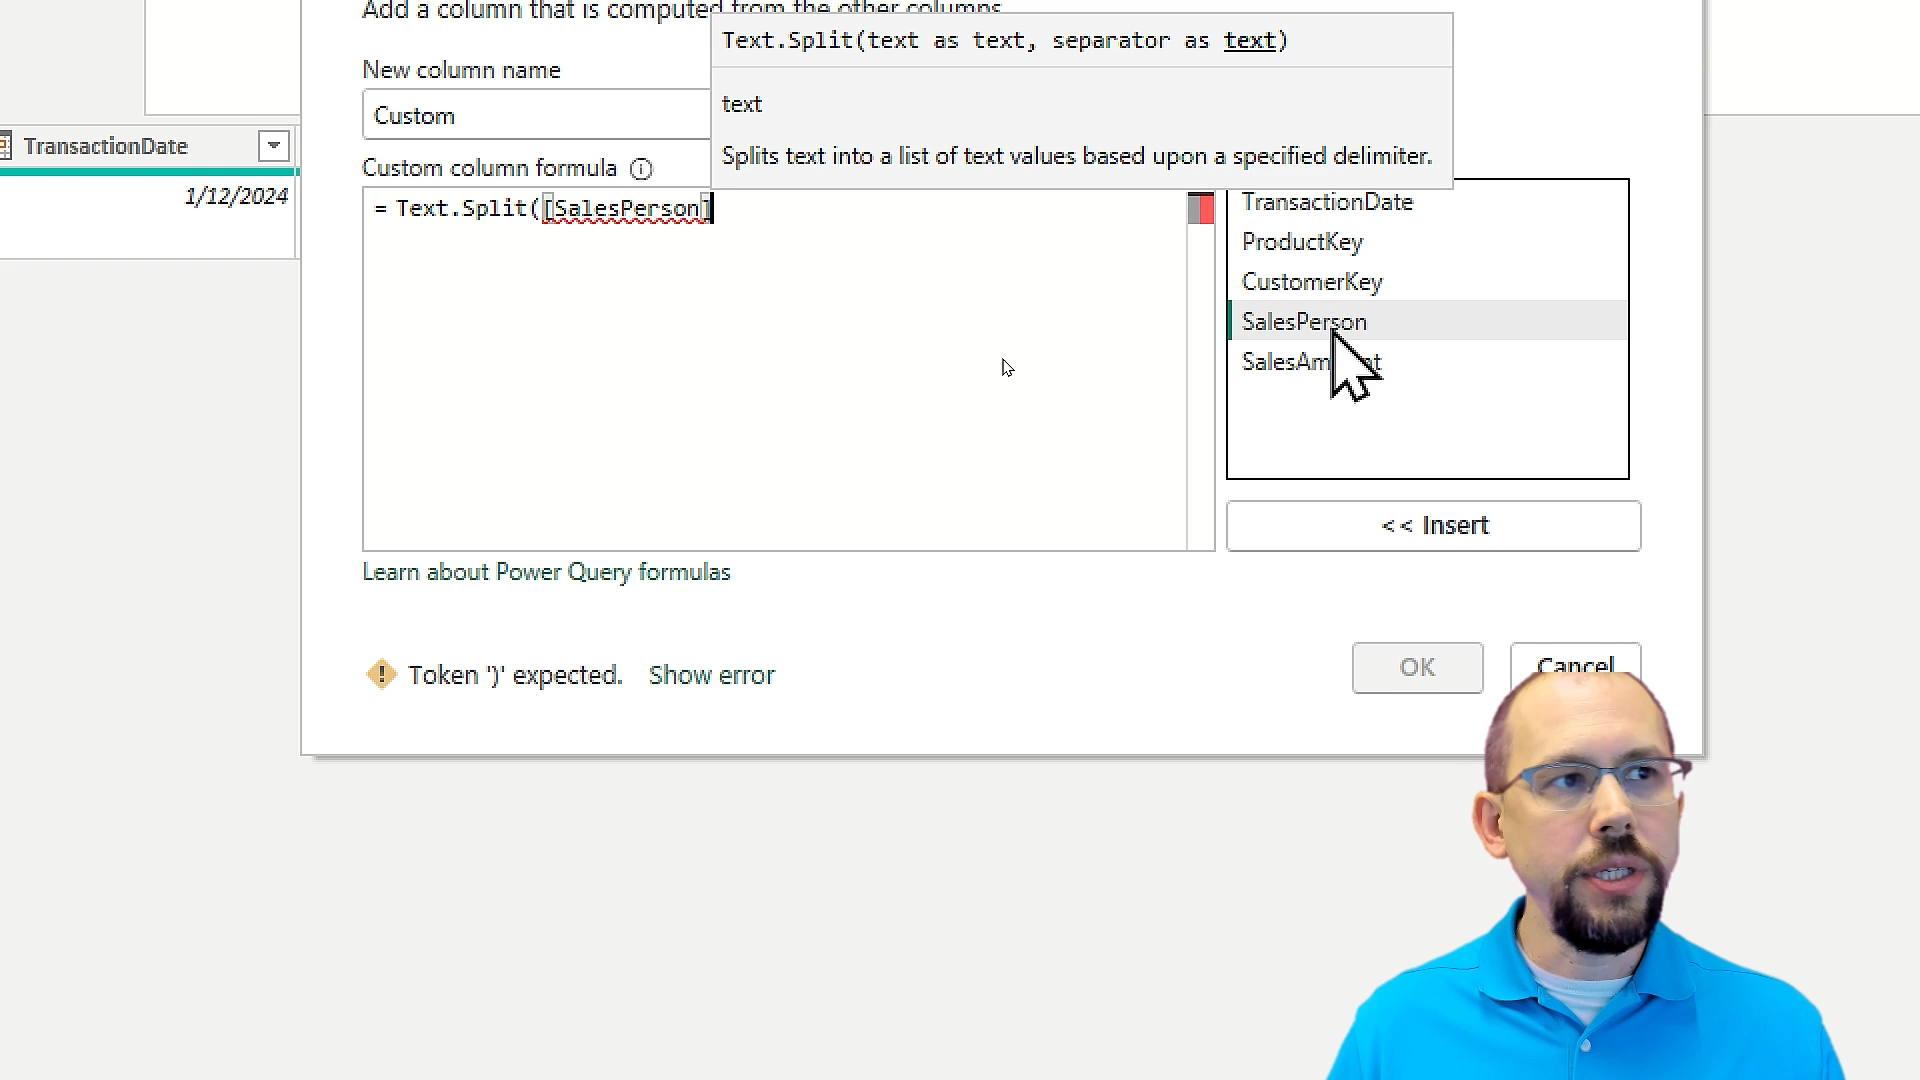 Add a column that is computed from the other columns
Text.Split(text as text, separator as text)
New column name
text
Custom
Splits text into a list of text values based upon a specified delimiter.
TransactionDate
Custom column formula
1/12/2024
= Text.Split([SalesPerson]
TransactionDate
ProductKey
CustomerKey
SalesPerson
SalesAmount
<< Insert
Learn about Power Query formulas
! Token ')' expected. Show error
OK
Cancel